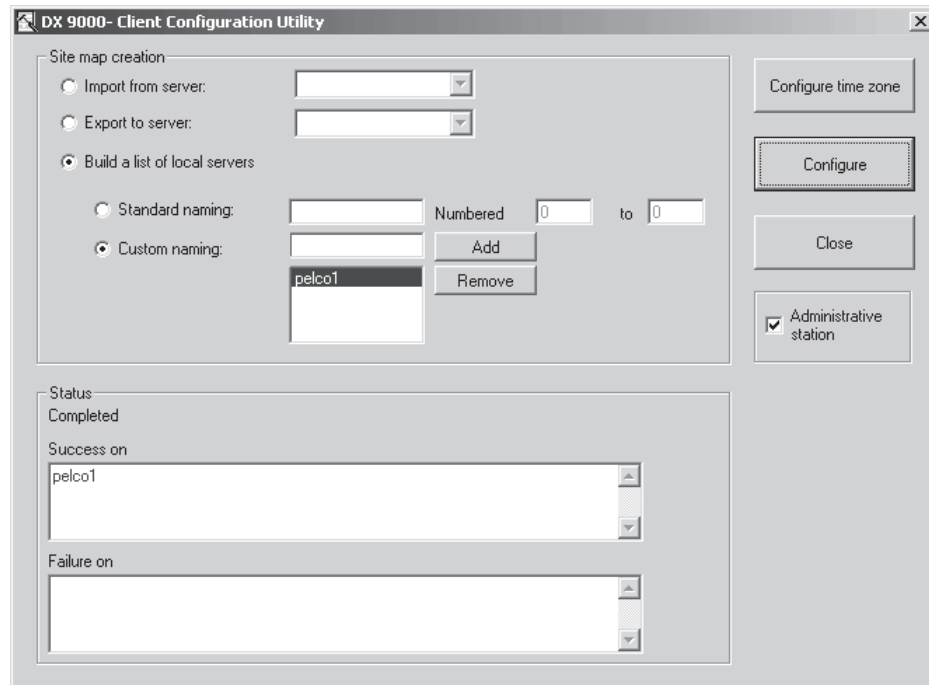 DX 9000- Client Configuration Utility
Site map creation
Import from server:
Export to server:
Build a list of local servers
Standard naming:
Numbered 0 to 0
Custom naming:
Add
pelco1
Remove
Configure time zone
Configure
Close
Administrative
station
Status
Completed
Success on
pelco1
Failure on